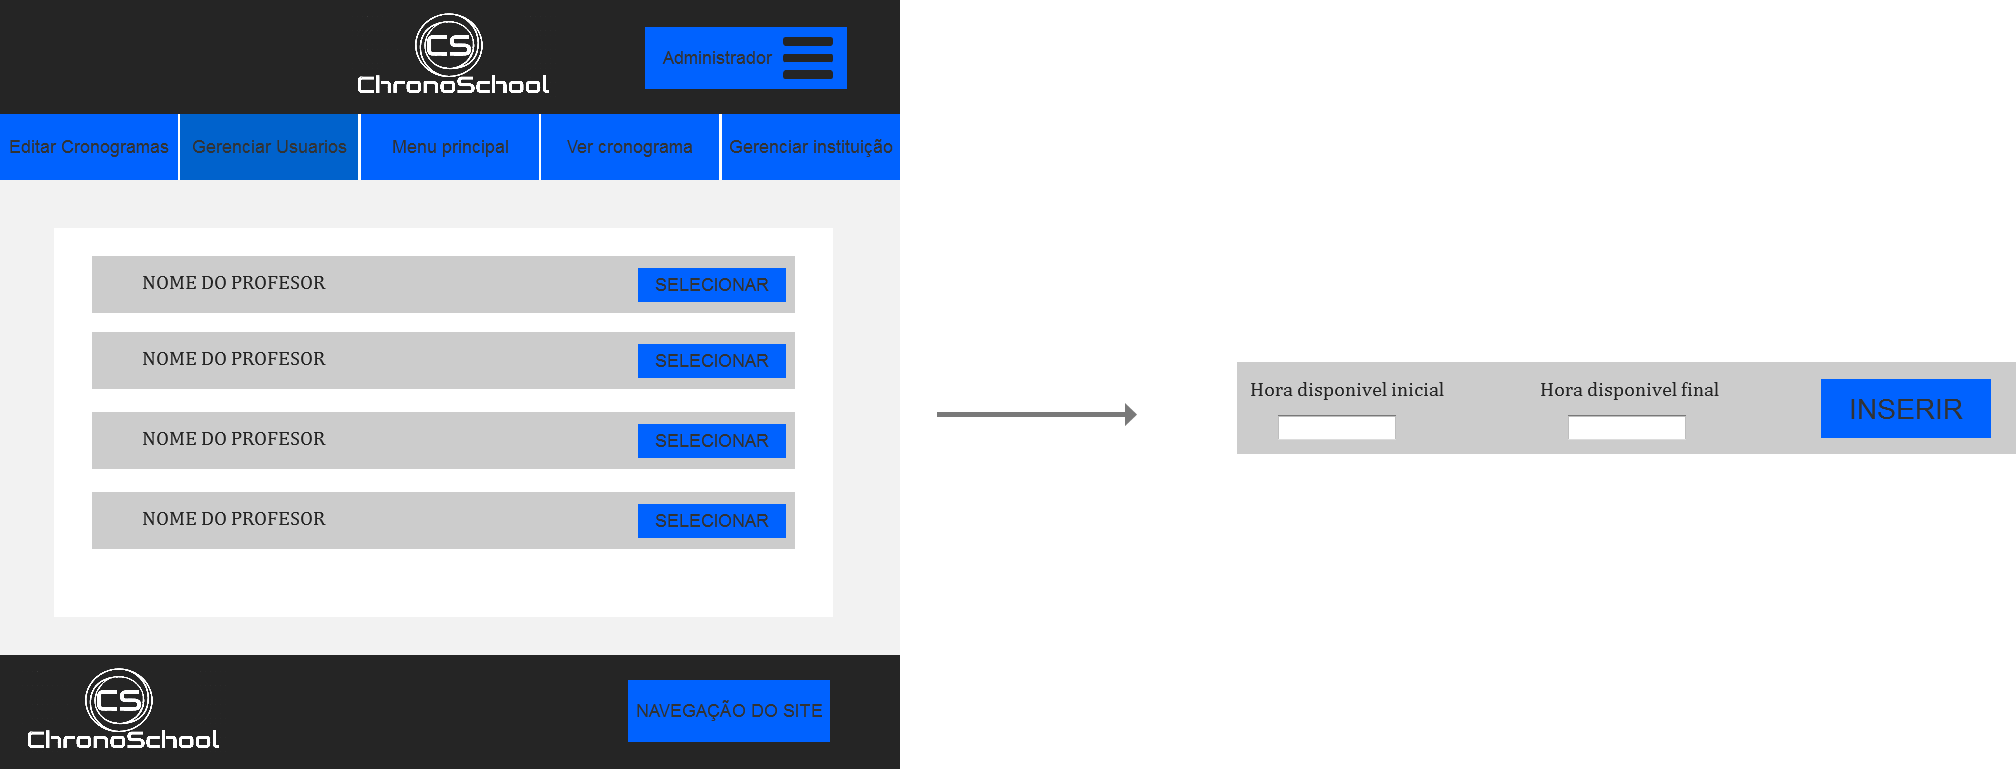 CS
ChronoSchool
Administrador
Editar Cronogramas
Gerenciar Usuarios
Menu principal
Ver cronograma
Gerenciar instituição
NOME DO PROFESOR
SELECIONAR
NOME DO PROFESOR
SELECIONAR
NOME DO PROFESOR
SELECIONAR
NOME DO PROFESOR
SELECIONAR
CS
ChronoSchool
NAVEGAÇÃO DO SITE
Hora disponivel inicial
Hora disponivel final
INSERIR